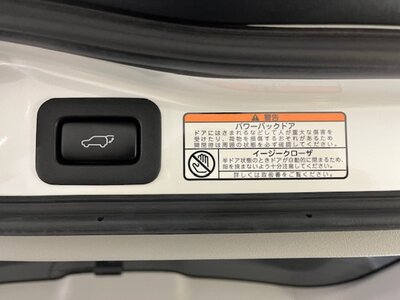 警告
パワーバックドア
ドアにはさまれるなどして人が重大な傷害を
受けたり、荷物を損傷するおそれがあるため
開閉時は周囲の状態を必ず確認してください。
イージークローザ
半ドア状態のときドアが自動的に閉まるため、
指を挟まないよう十分注意してください。
詳しくは取扱書をご覧ください。